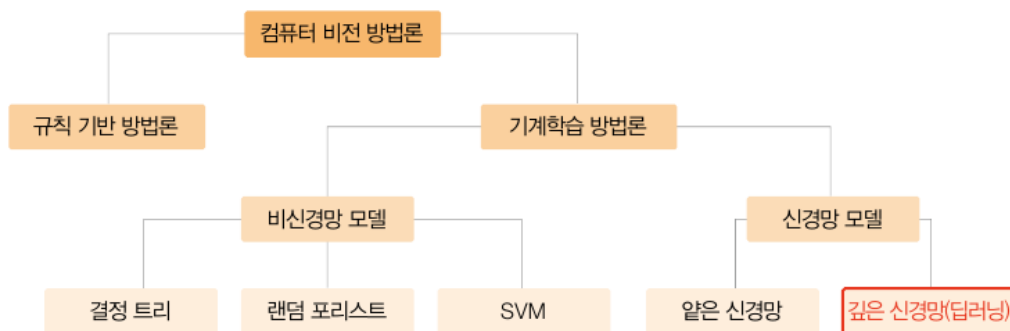 컴퓨터 비전 방법론
규칙 기반 방법론
기계학습 방법론
비신경망 모델
신경망 모델
결정 트리
랜덤 포리스트
SVM
얕은 신경망
깊은 신경망(딥러닝)